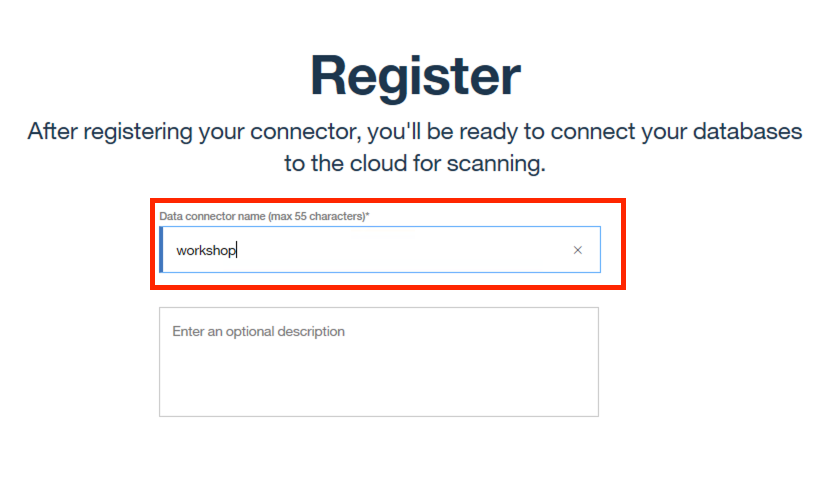 Register
After registering your connector, you'll be ready to connect your databases
to the cloud for scanning.
Data connector name (max 55 characters)*
workshop
Enter an optional description